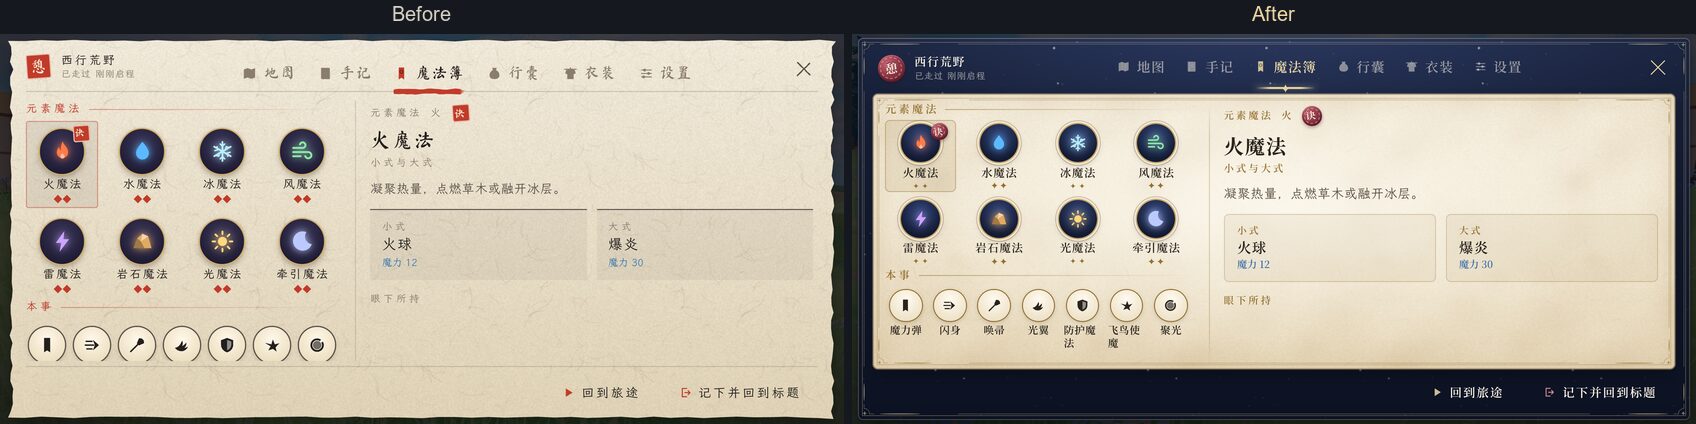 Before
憩
西行荒野
已走过 刚刚启程
地图 手记 魔法簿 行囊 衣装 设置
元素魔法
诀
火魔法 水魔法 冰魔法 风魔法
雷魔法 岩石魔法 光魔法 牵引魔法
本事
元素魔法 火 诀
火魔法
小式与大式
凝聚热量，点燃草木或融开冰层。
小式
火球
魔力 12
大式
爆炎
魔力 30
眼下所持
回到旅途 记下并回到标题
After
憩
西行荒野
已走过 刚刚启程
地图 手记 魔法簿 行囊 衣装 设置
元素魔法
诀
火魔法 水魔法 冰魔法 风魔法
雷魔法 岩石魔法 光魔法 牵引魔法
本事
魔力弹 闪身 唤帚 光翼 防护魔法 飞鸟使魔 聚光
元素魔法 火 诀
火魔法
小式与大式
凝聚热量，点燃草木或融开冰层。
小式
火球
魔力 12
大式
爆炎
魔力 30
眼下所持
回到旅途 记下并回到标题